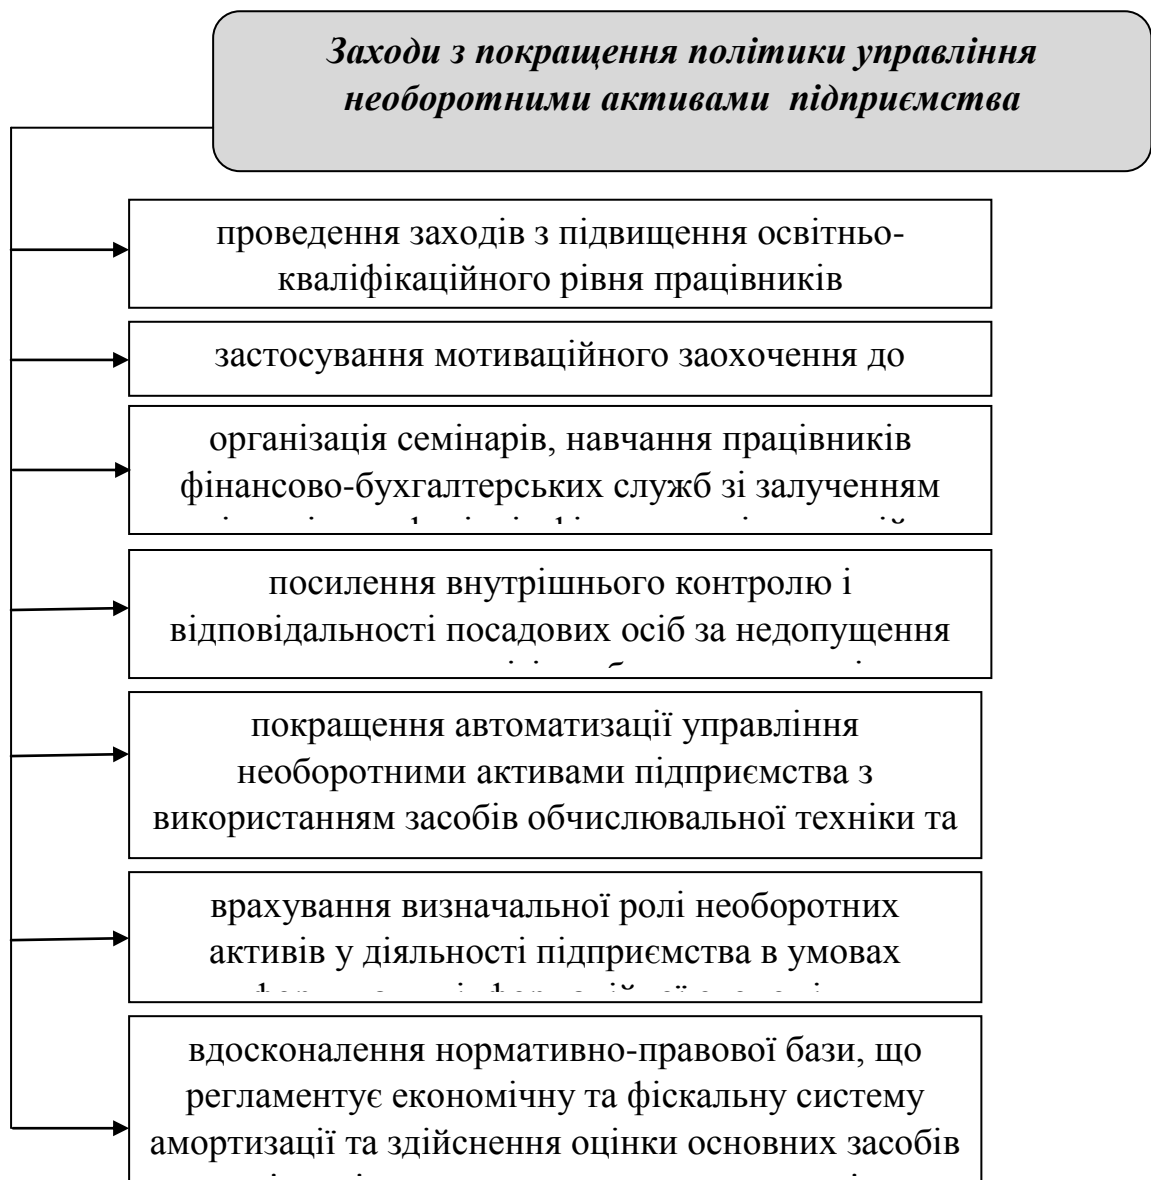 Заходи з покращення політики управління
необоротними активами підприємства
проведення заходів з підвищення освітньо-
кваліфікаційного рівня працівників
застосування мотиваційного заохочення до
організація семінарів, навчання працівників
фінансово-бухгалтерських служб зі залученням
посилення внутрішнього контролю і
відповідальності посадових осіб за недопущення
покращення автоматизації управління
необоротними активами підприємства з
використанням засобів обчислювальної техніки та
врахування визначальної ролі необоротних
активів у діяльності підприємства в умовах
вдосконалення нормативно-правової бази, що
регламентує економічну та фіскальну систему
амортизації та здійснення оцінки основних засобів